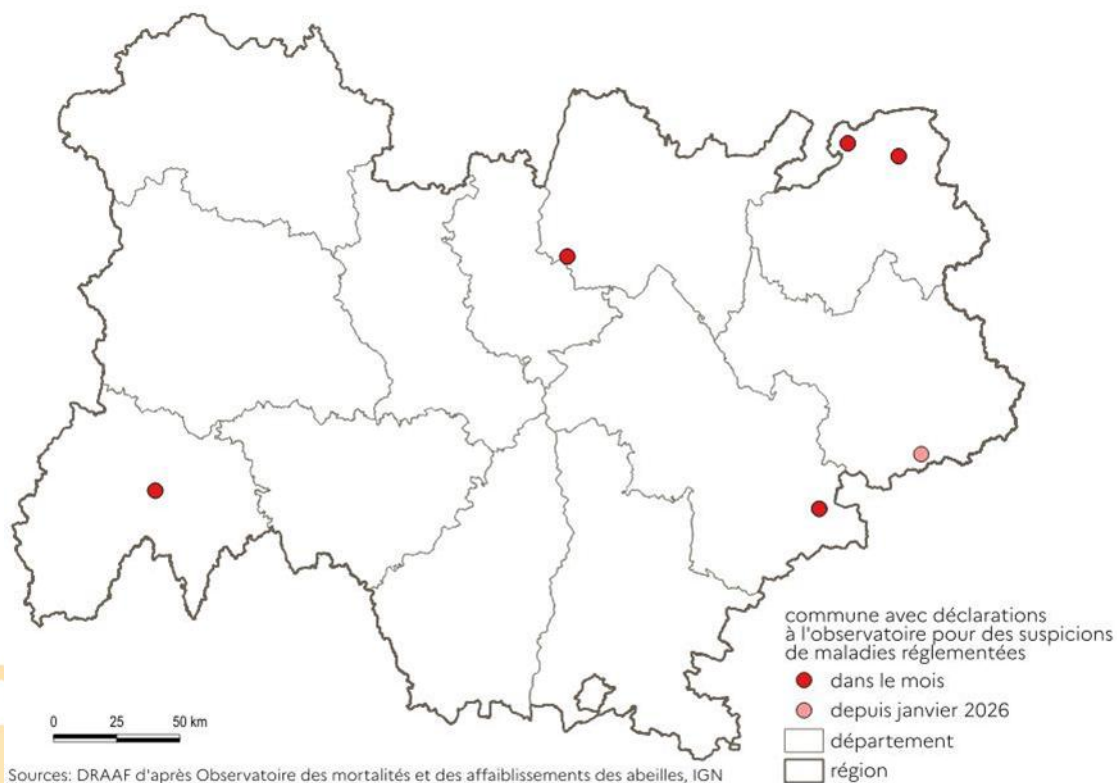 commune avec déclarations
à l'observatoire pour des suspicions
de maladies réglementées
dans le mois
depuis janvier 2026
département
région
0 25 50 km
Sources: DRAAF d'après Observatoire des mortalités et des affaiblissements des abeilles, IGN